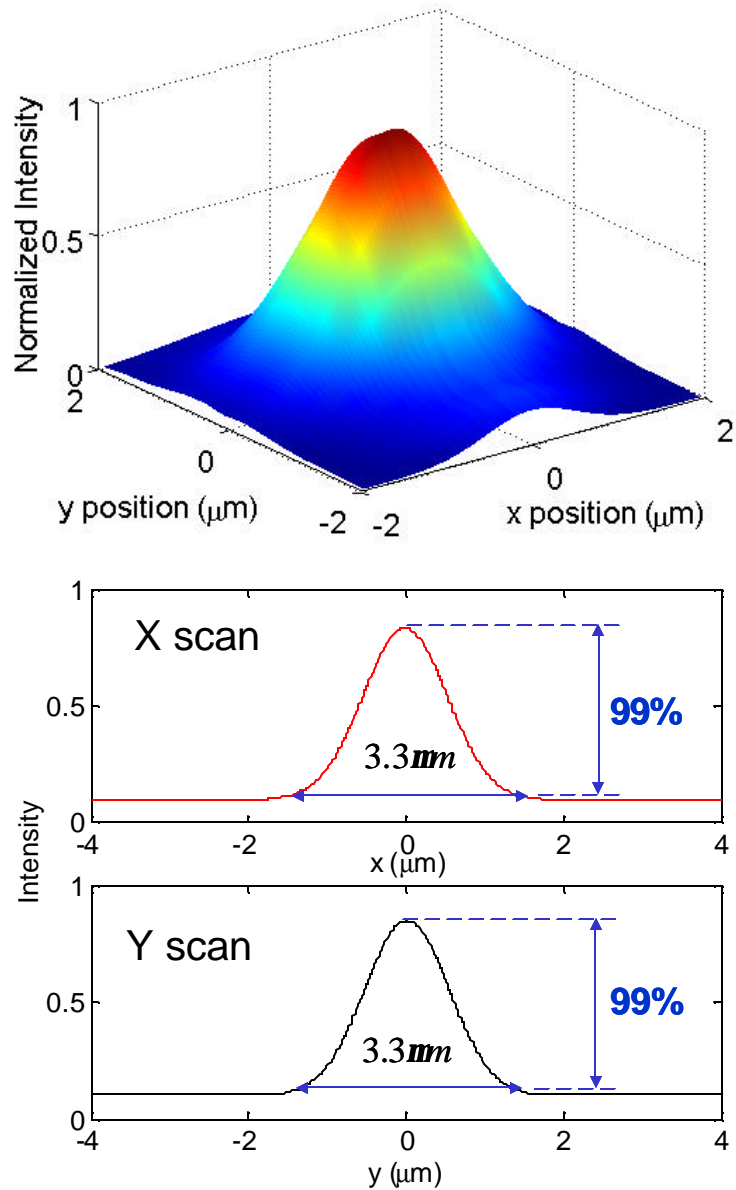 Normalized Intensity
1
0.5
0
2
0
-2
y position (μm)
-2
0
2
x position (μm)
Intensity
1
0.5
0
X scan
99%
3.3mm
-4
-2
0
2
4
x (μm)
1
0.5
0
Y scan
99%
3.3mm
-4
-2
0
2
4
y (μm)